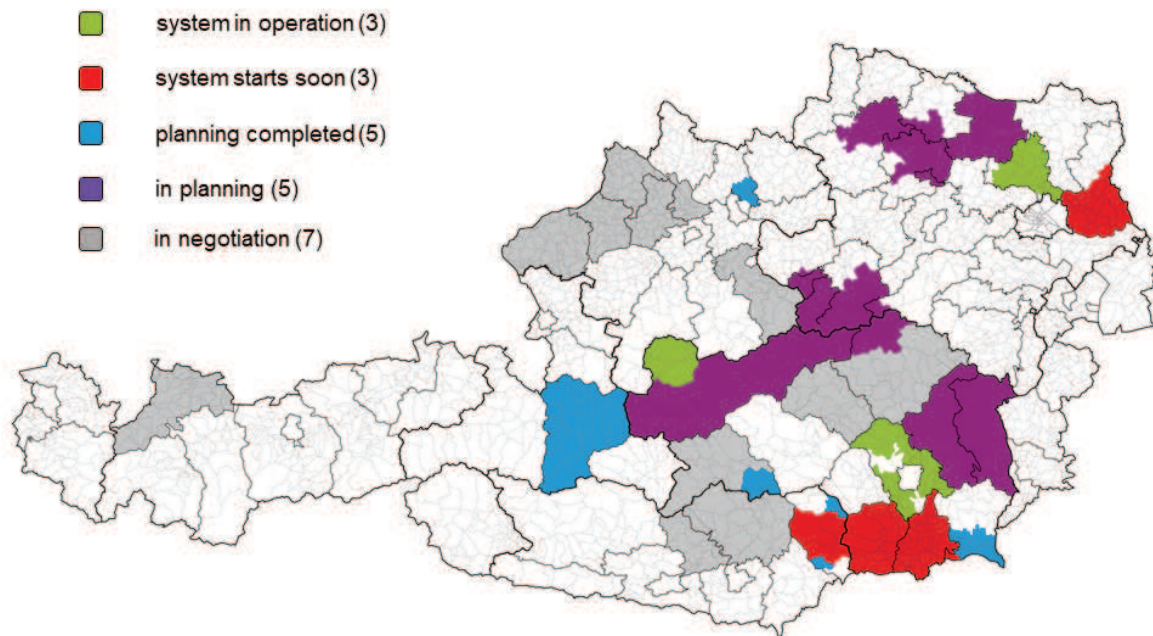 system in operation (3)
system starts soon (3)
planning completed (5)
in planning (5)
in negotiation (7)